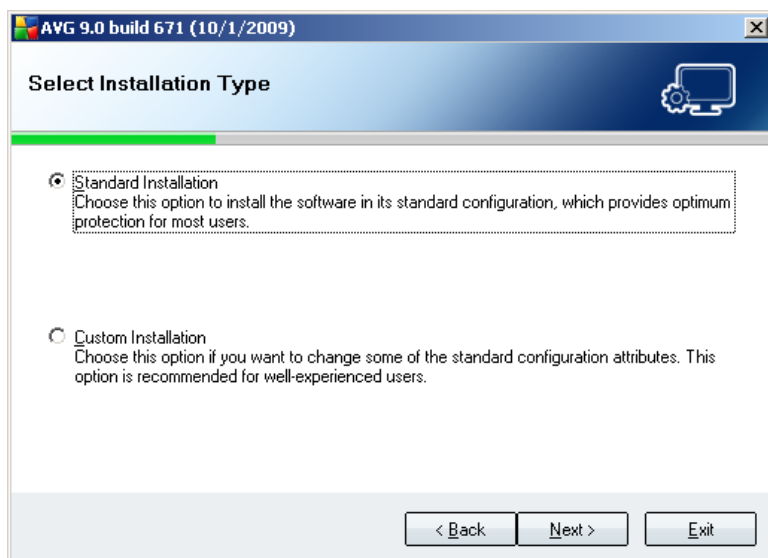 AVG 9.0 build 671 (10/1/2009)
Select Installation Type
Standard Installation
Choose this option to install the software in its standard configuration, which provides optimum
protection for most users.
Custom Installation
Choose this option if you want to change some of the standard configuration attributes. This
option is recommended for well-experienced users.
< Back Next > Exit